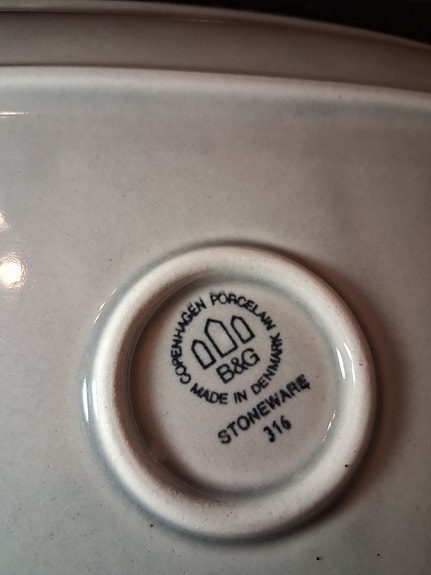 COPENHAGEN PORCELAIN
B&G
MADE IN DENMARK
STONEWARE
316